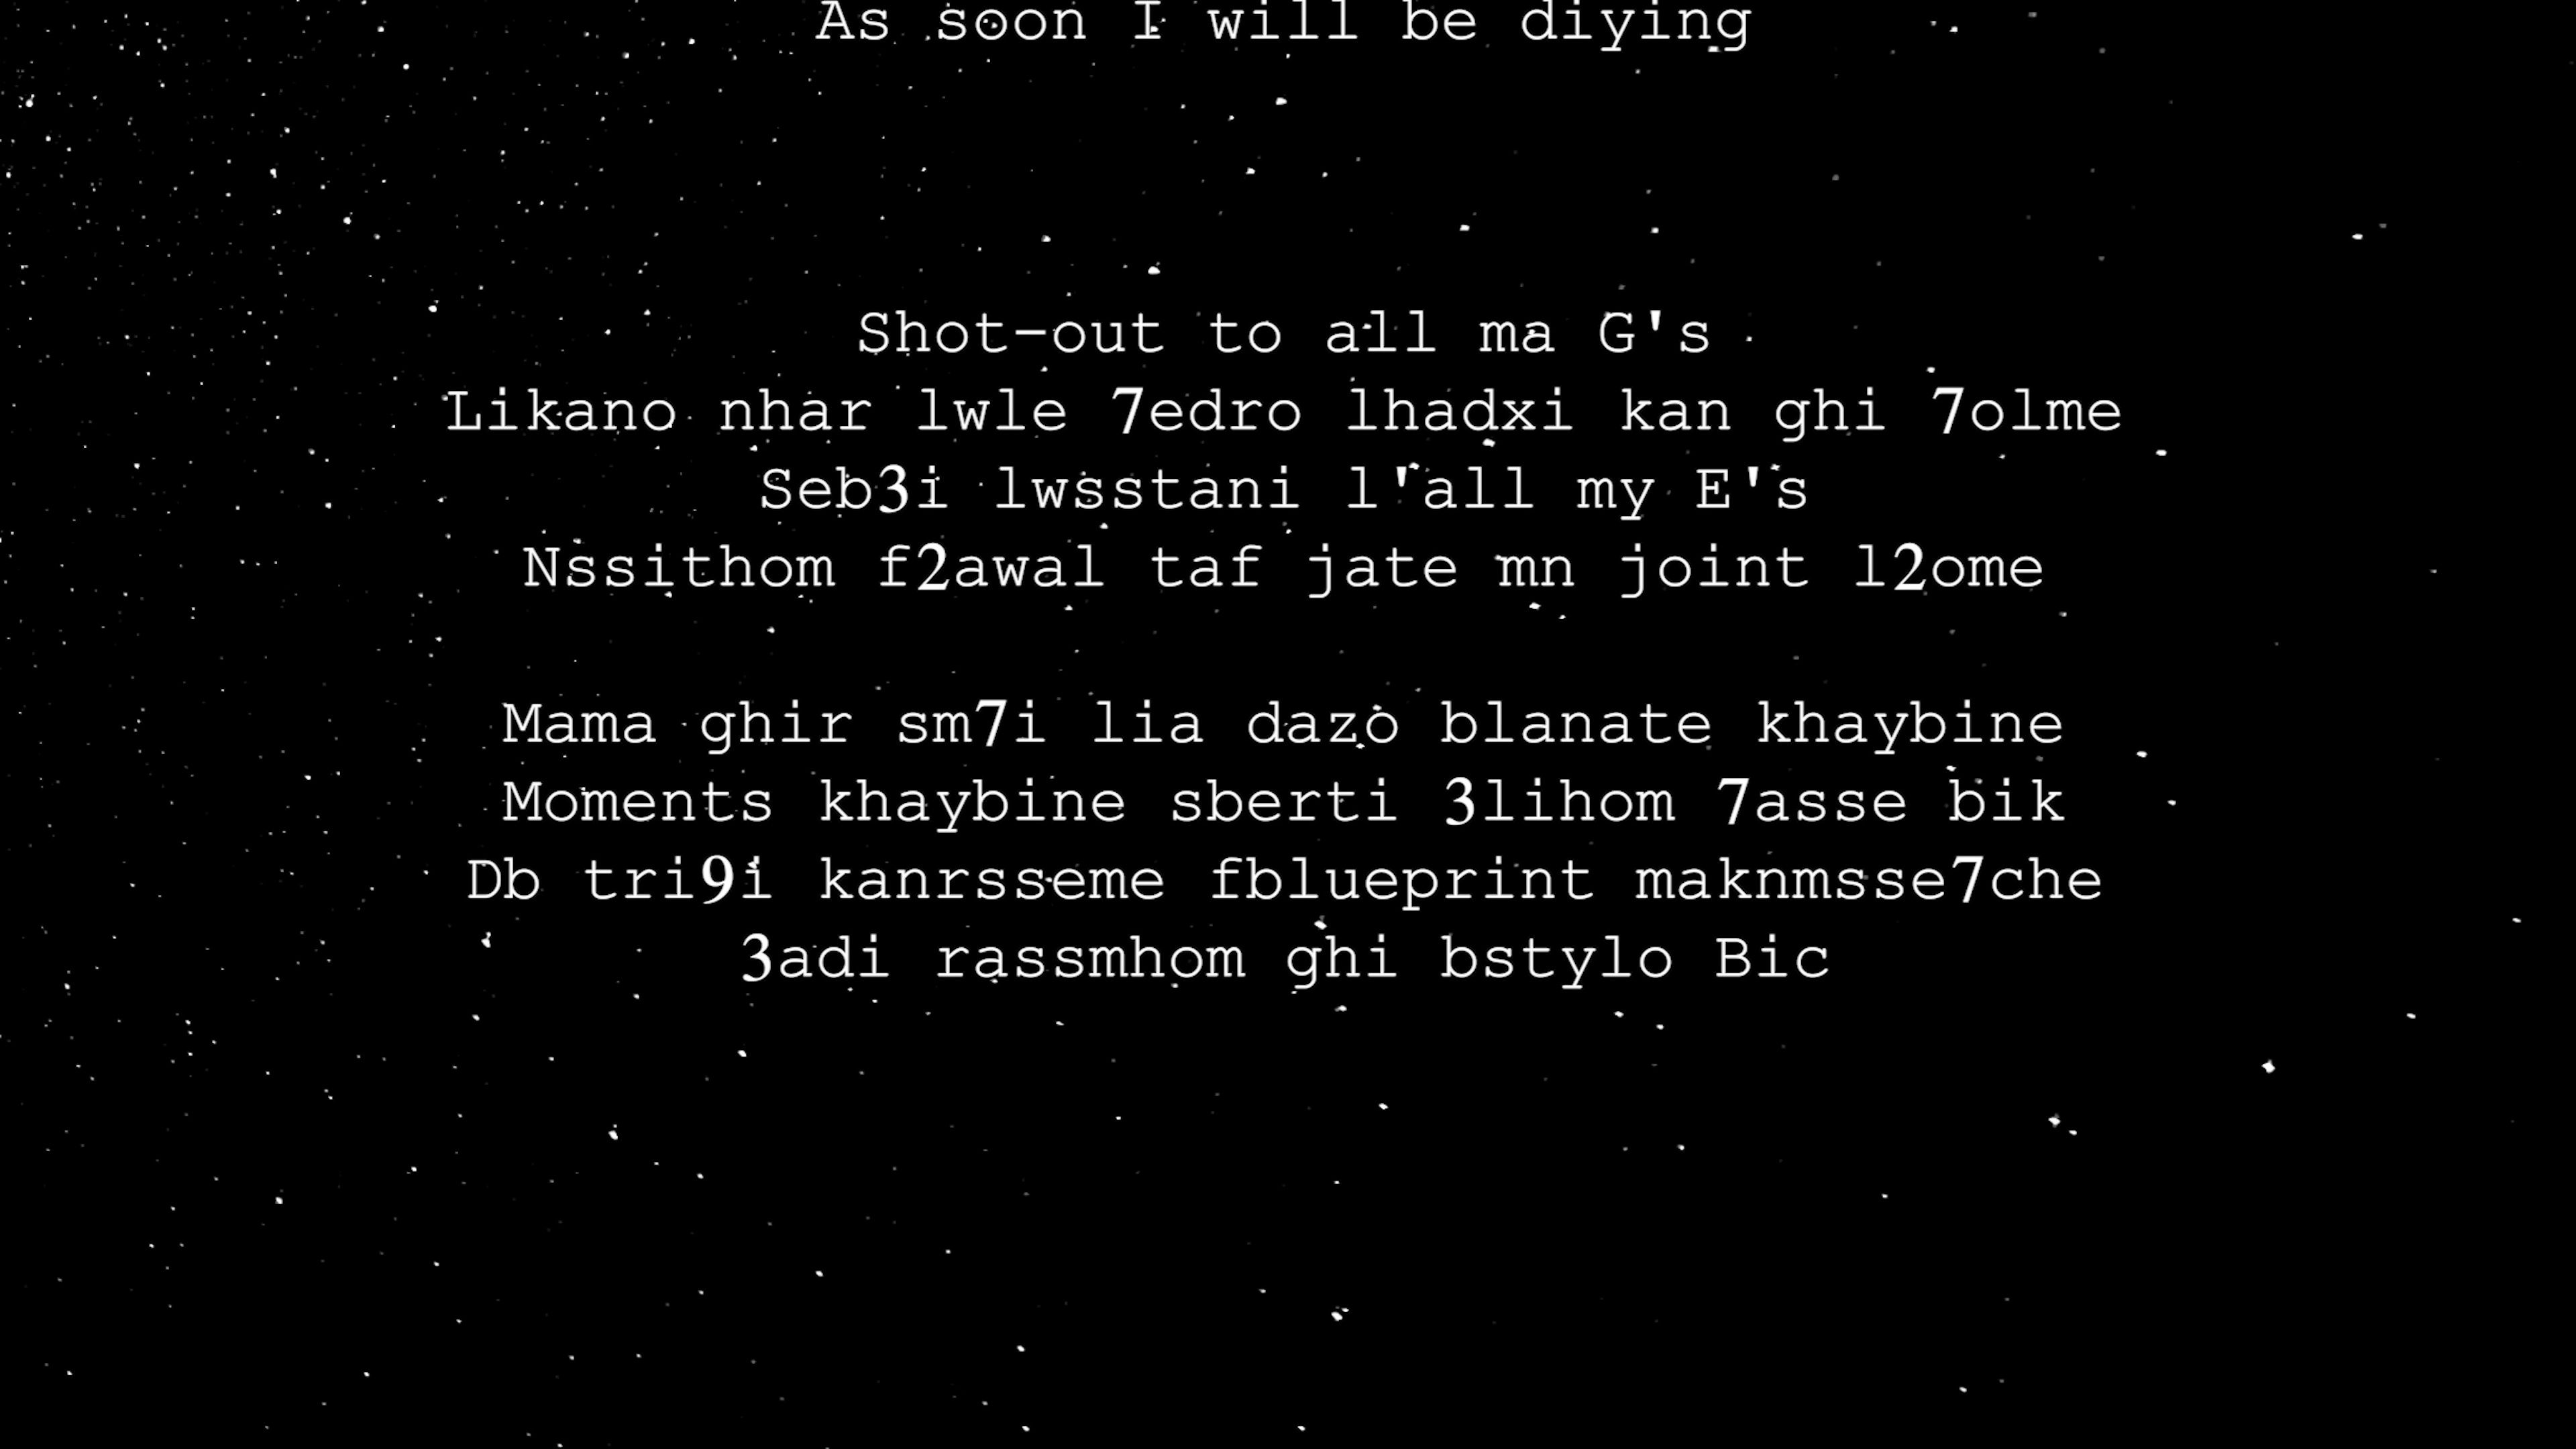 As soon I will be diying
Shot-out to all ma G's
Likano nhar lwle 7edro lhadxi kan ghi 7olme
Seb3i lwsstani l'all my E's
Nssithom f2awal taf jate mn joint l2ome
Mama ghir sm7i lia dazo blanate khaybine
Moments khaybine sberti 3lihom 7asse bik
Db tri9i kanrsseme fblueprint maknmsse7che
3adi rassmhom ghi bstylo Bic